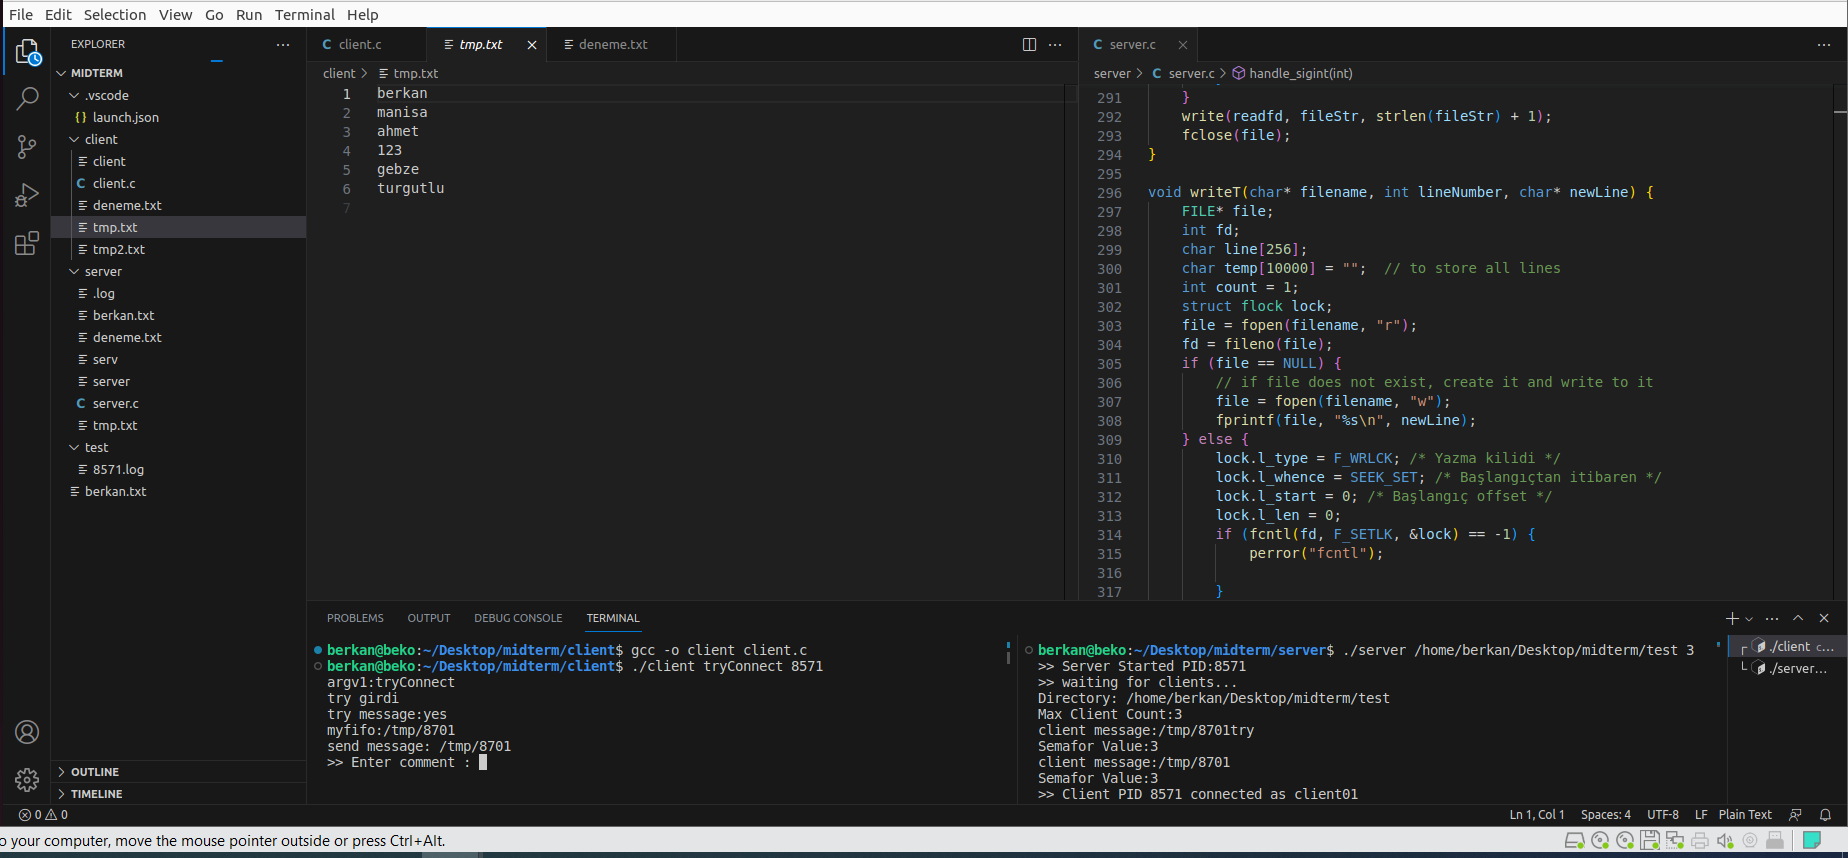 File Edit Selection View Go Run Terminal Help
EXPLORER
MIDTERM
.vscode
{} launch.json
client
client
C client.c
deneme.txt
tmp.txt
tmp2.txt
server
.log
berkan.txt
deneme.txt
serv
server
C server.c
tmp.txt
test
8571.log
berkan.txt
OUTLINE
TIMELINE
C client.c tmp.txt deneme.txt
client > tmp.txt
1 berkan
2 manisa
3 ahmet
4 123
5 gebze
6 turgutlu
7
C server.c
server > C server.c > handle_sigint(int)
291 }
292 write(readfd, fileStr, strlen(fileStr) + 1);
293 fclose(file);
294 }
295
296 void writeT(char* filename, int lineNumber, char* newLine) {
297 FILE* file;
298 int fd;
299 char line[256];
300 char temp[10000] = ""; // to store all lines
301 int count = 1;
302 struct flock lock;
303 file = fopen(filename, "r");
304 fd = fileno(file);
305 if (file == NULL) {
306 // if file does not exist, create it and write to it
307 file = fopen(filename, "w");
308 fprintf(file, "%s\n", newLine);
309 } else {
310 lock.l_type = F_WRLCK; /* Yazma kilidi */
311 lock.l_whence = SEEK_SET; /* Başlangıçtan itibaren */
312 lock.l_start = 0; /* Başlangıç offset */
313 lock.l_len = 0;
314 if (fcntl(fd, F_SETLK, &lock) == -1) {
315 perror("fcntl");
316
317 }
PROBLEMS OUTPUT DEBUG CONSOLE TERMINAL
berkan@beko:~/Desktop/midterm/client$ gcc -o client client.c
berkan@beko:~/Desktop/midterm/client$ ./client tryConnect 8571
argv1:tryConnect
try girdi
try message:yes
myfifo:/tmp/8701
send message: /tmp/8701
>> Enter comment :
berkan@beko:~/Desktop/midterm/server$ ./server /home/berkan/Desktop/midterm/test 3
>> Server Started PID:8571
>> waiting for clients...
Directory: /home/berkan/Desktop/midterm/test
Max Client Count:3
client message:/tmp/8701try
Semafor Value:3
client message:/tmp/8701
Semafor Value:3
>> Client PID 8571 connected as client01
./client c...
./server...
0 0
Ln 1, Col 1 Spaces: 4 UTF-8 LF Plain Text
o your computer, move the mouse pointer outside or press Ctrl+Alt.